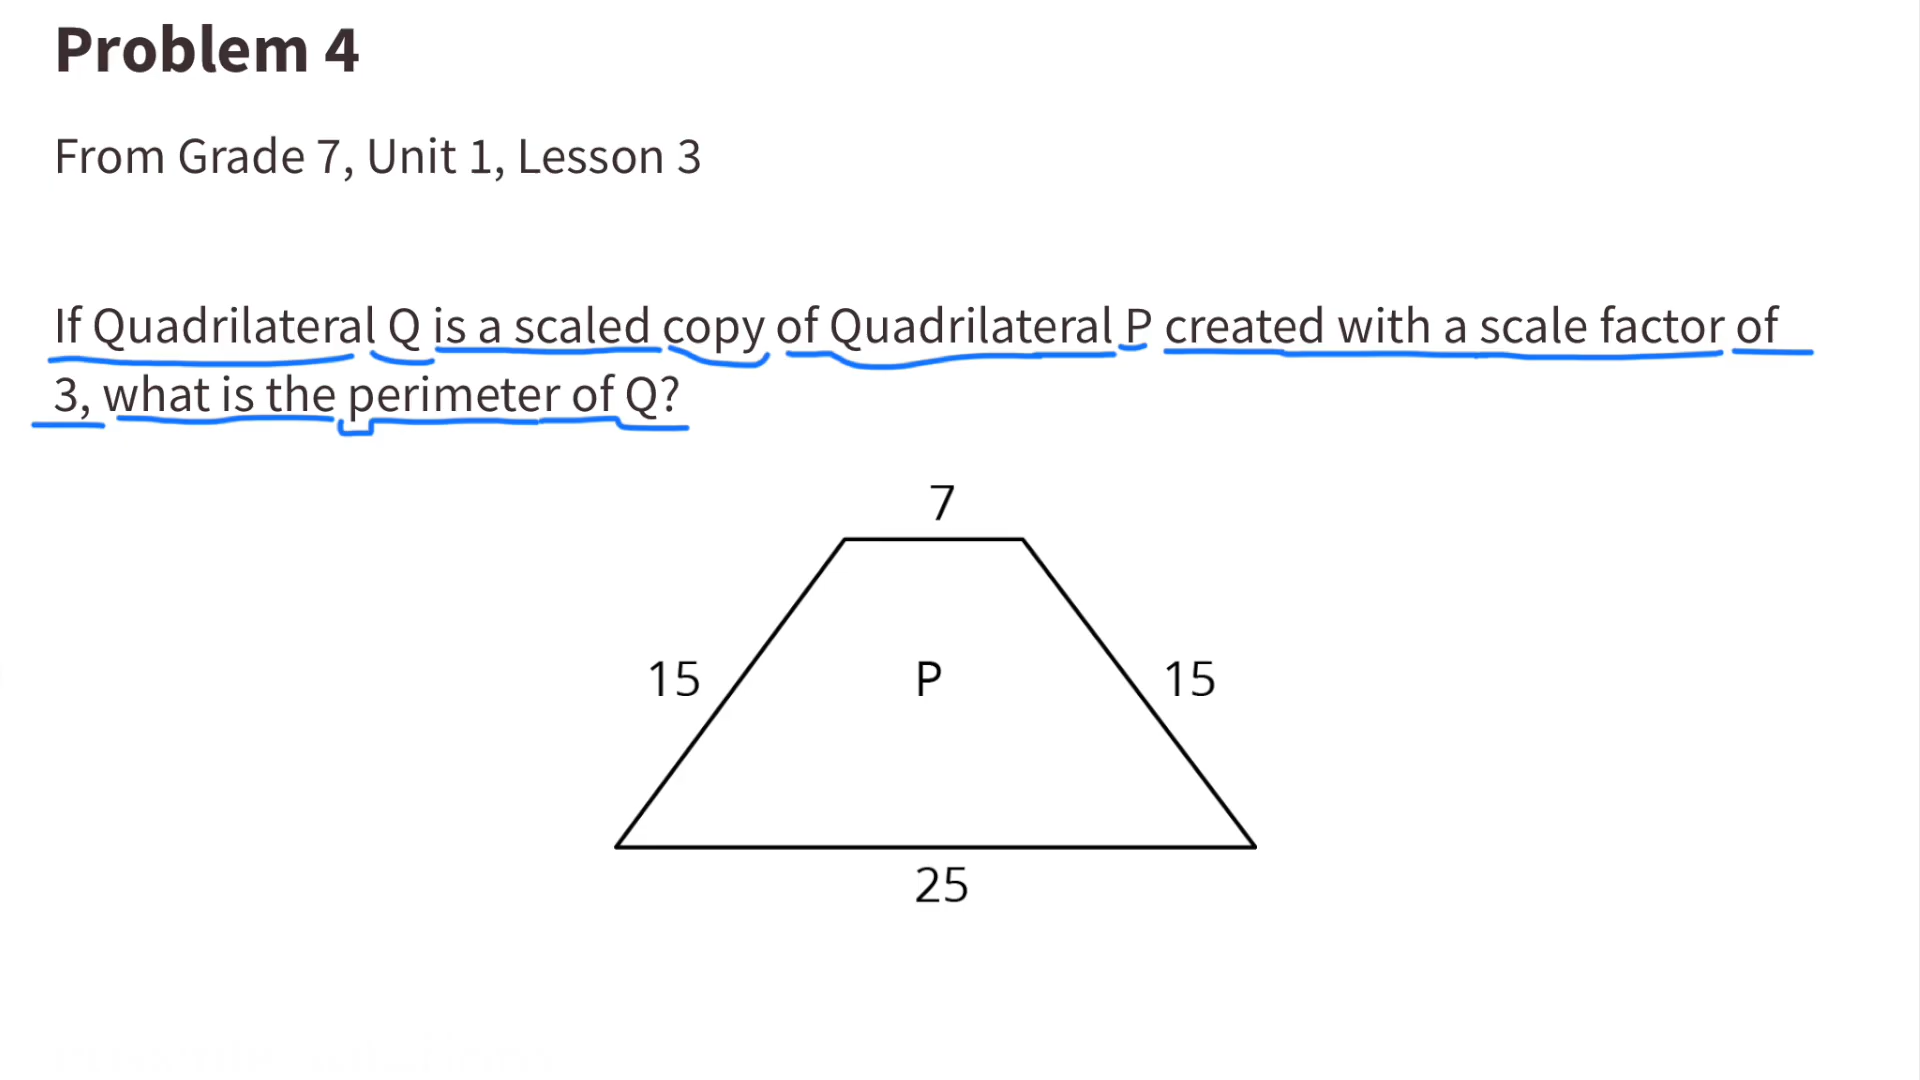 Problem 4
From Grade 7, Unit 1, Lesson 3
If Quadrilateral Q is a scaled copy of Quadrilateral P created with a scale factor of
3, what is the perimeter of Q?
7
15 P 15
25